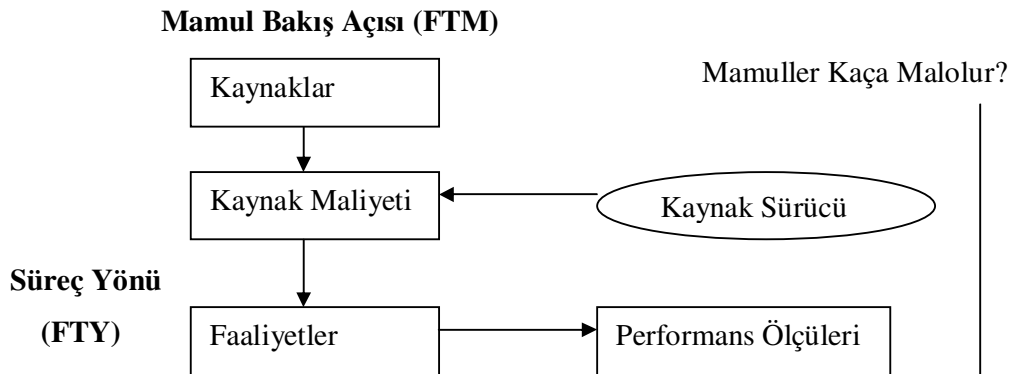 Mamul Bakış Açısı (FTM)
Kaynaklar
Mamuller Kaça Malolur?
Kaynak Maliyeti
Kaynak Sürücü
Süreç Yönü
(FTY)
Faaliyetler
Performans Ölçüleri